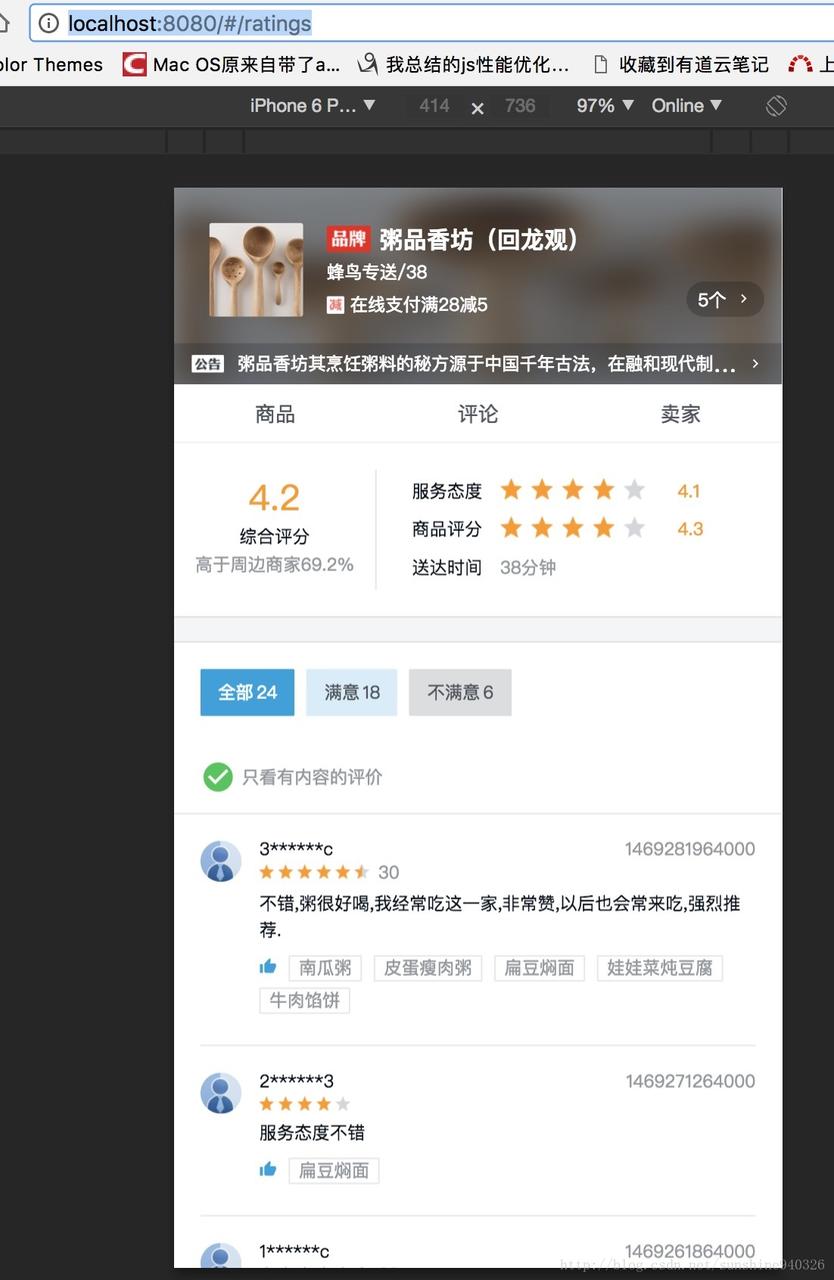 localhost:8080/#/ratings
olor Themes Mac OS原来自带了a... 我总结的js性能优化... 收藏到有道云笔记 上
iPhone 6 P... 414 × 736 97% Online
品牌 粥品香坊（回龙观）
蜂鸟专送/38
减 在线支付满28减5
5个 >
公告 粥品香坊其烹饪粥料的秘方源于中国千年古法，在融和现代制... >
商品 评论 卖家
4.2
综合评分
高于周边商家69.2%
服务态度 4.1
商品评分 4.3
送达时间 38分钟
全部 24 满意 18 不满意 6
只看有内容的评价
3******c 1469281964000
30
不错,粥很好喝,我经常吃这一家,非常赞,以后也会常来吃,强烈推
荐.
南瓜粥 皮蛋瘦肉粥 扁豆焖面 娃娃菜炖豆腐
牛肉馅饼
2******3 1469271264000
服务态度不错
扁豆焖面
1******c 1469261864000
http://blog.csdn.net/sunshine940326